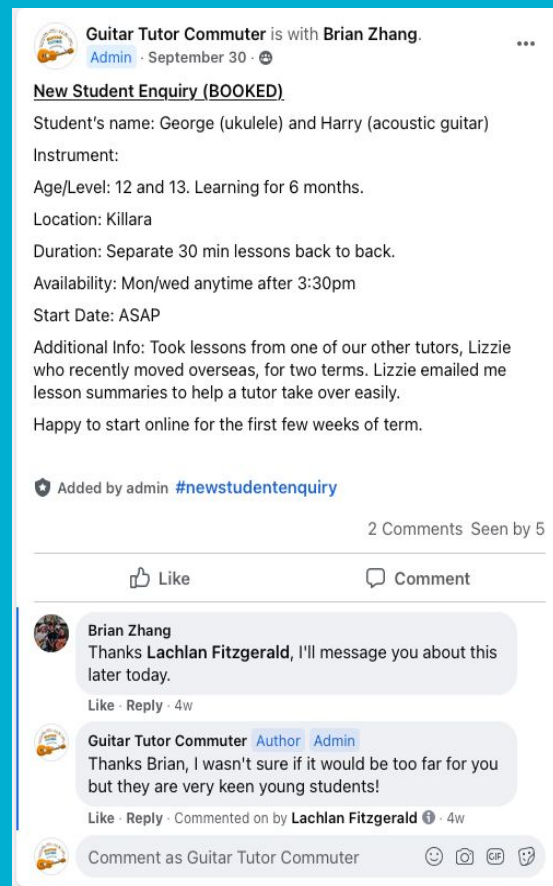 Guitar Tutor Commuter is with Brian Zhang.
Admin · September 30 ·
New Student Enquiry (BOOKED)
Student's name: George (ukulele) and Harry (acoustic guitar)
Instrument:
Age/Level: 12 and 13. Learning for 6 months.
Location: Killara
Duration: Separate 30 min lessons back to back.
Availability: Mon/wed anytime after 3:30pm
Start Date: ASAP
Additional Info: Took lessons from one of our other tutors, Lizzie
who recently moved overseas, for two terms. Lizzie emailed me
lesson summaries to help a tutor take over easily.
Happy to start online for the first few weeks of term.
Added by admin #newstudentenquiry
2 Comments Seen by 5
Like Comment
Brian Zhang
Thanks Lachlan Fitzgerald, I'll message you about this
later today.
Like · Reply · 4w
Guitar Tutor Commuter Author Admin
Thanks Brian, I wasn't sure if it would be too far for you
but they are very keen young students!
Like · Reply · Commented on by Lachlan Fitzgerald · 4w
Comment as Guitar Tutor Commuter GIF